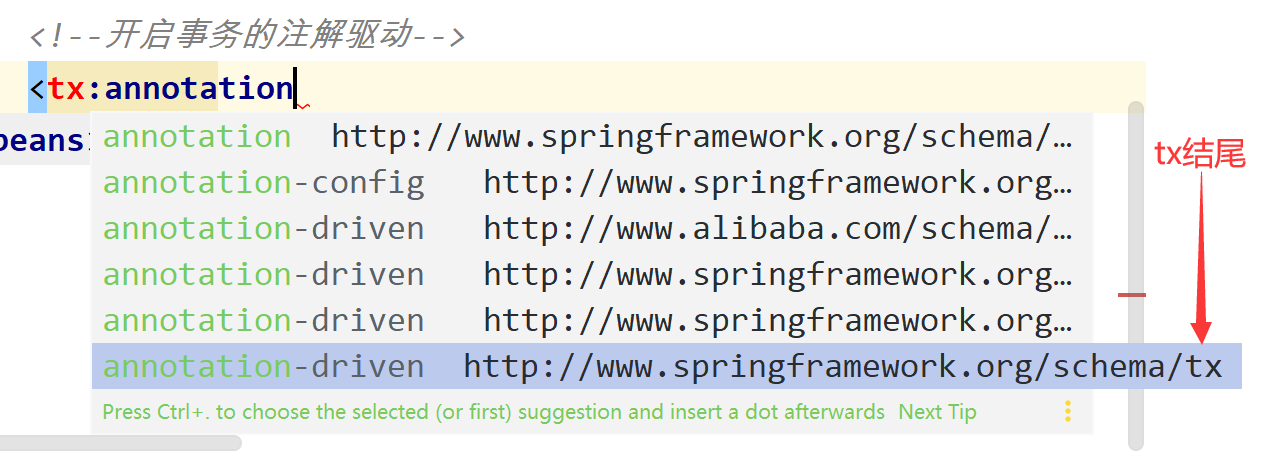 <!--开启事务的注解驱动-->
<tx:annotation
beans:
annotation http://www.springframework.org/schema/…
annotation-config http://www.springframework.org…
annotation-driven http://www.alibaba.com/schema/…
annotation-driven http://www.springframework.org…
annotation-driven http://www.springframework.org…
annotation-driven http://www.springframework.org/schema/tx
Press Ctrl+. to choose the selected (or first) suggestion and insert a dot afterwards Next Tip
tx结尾